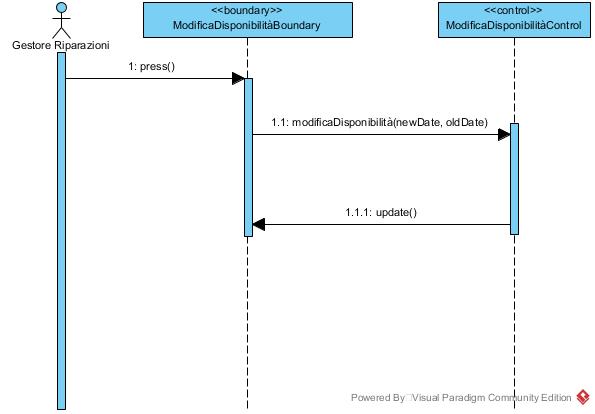 <<boundary>>
ModificaDisponibilitàBoundary
<<control>>
ModificaDisponibilitàControl
Gestore Riparazioni
1: press()
1.1: modificaDisponibilità(newDate, oldDate)
1.1.1: update()
Powered By Visual Paradigm Community Edition